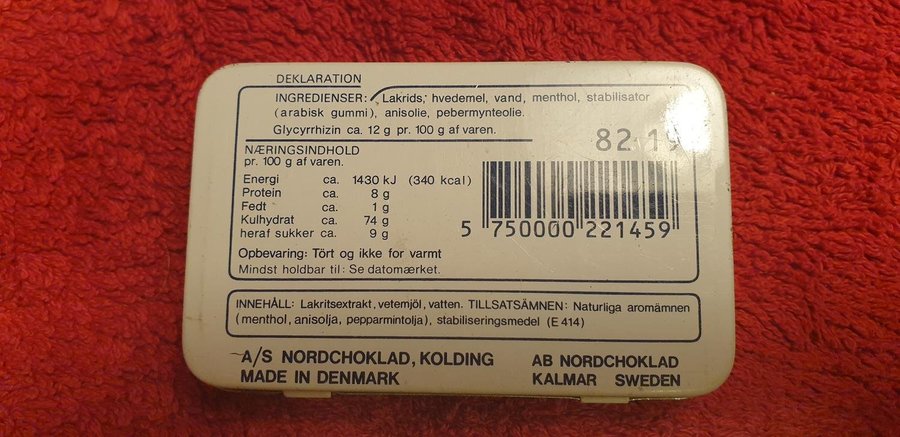 DEKLARATION
INGREDIENSER: Lakrids, hvedemel, vand, menthol, stabilisator
(arabisk gummi), anisolie, pebermynteolie.
Glycyrrhizin ca. 12 g pr. 100 g af varen.
82 19
NÆRINGSINDHOLD
pr. 100 g af varen.
Energi ca. 1430 kJ (340 kcal)
Protein ca. 8 g
Fedt ca. 1 g
Kulhydrat ca. 74 g
heraf sukker ca. 9 g
5 750000 221459
Opbevaring: Tört og ikke for varmt
Mindst holdbar til: Se datomærket.
INNEHÅLL: Lakritsextrakt, vetemjöl, vatten. TILLSATSÄMNEN: Naturliga aromämnen
(menthol, anisolja, pepparmintolja), stabiliseringsmedel (E 414)
A/S NORDCHOKLAD, KOLDING
MADE IN DENMARK
AB NORDCHOKLAD
KALMAR SWEDEN